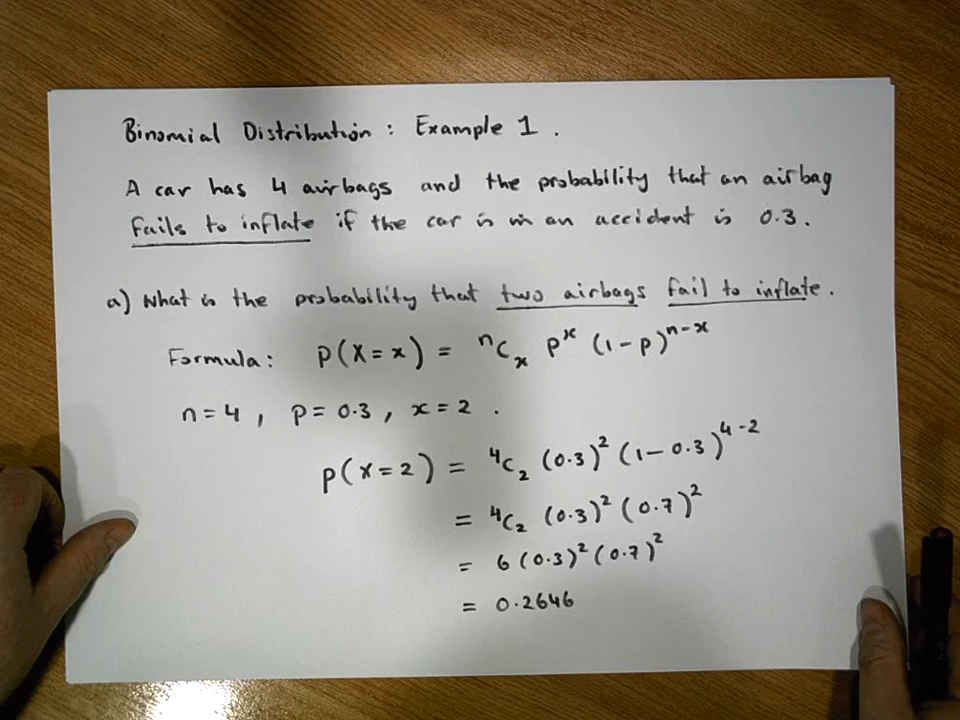 Binomial Distribution : Example 1 .
A car has 4 airbags and the probability that an airbag
fails to inflate if the car is in an accident is 0.3 .
a) What is the probability that two airbags fail to inflate .
Formula : P(X=x) = ⁿCₓ pˣ (1-p)ⁿ⁻ˣ
n=4 , p=0.3 , x=2 .
P(X=2) = ⁴C₂ (0.3)² (1-0.3)⁴⁻²
= ⁴C₂ (0.3)² (0.7)²
= 6 (0.3)² (0.7)²
= 0.2646